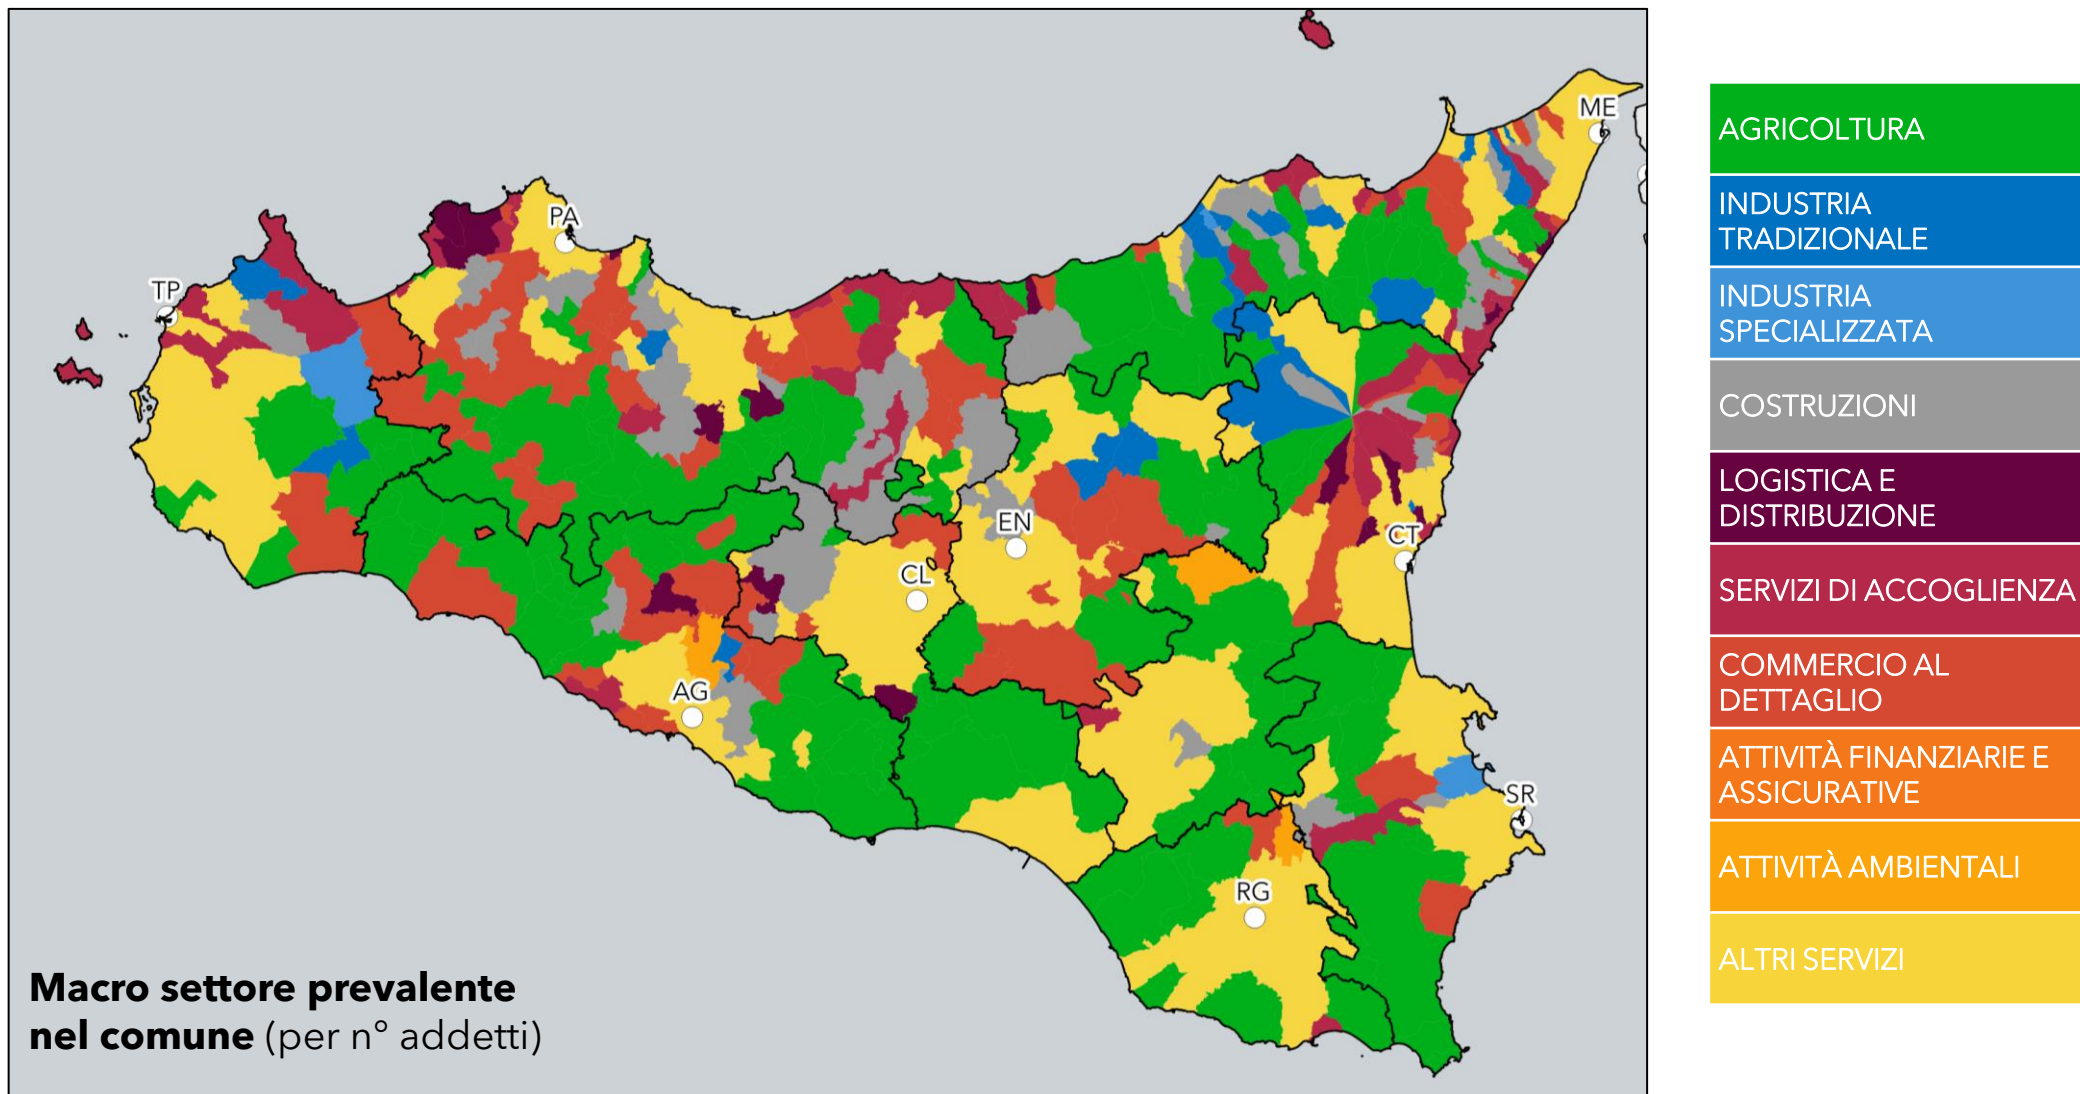 ME
PA
TP
EN
CT
CL
AG
SR
RG
Macro settore prevalente
nel comune (per n° addetti)
AGRICOLTURA
INDUSTRIA
TRADIZIONALE
INDUSTRIA
SPECIALIZZATA
COSTRUZIONI
LOGISTICA E
DISTRIBUZIONE
SERVIZI DI ACCOGLIENZA
COMMERCIO AL
DETTAGLIO
ATTIVITÀ FINANZIARIE E
ASSICURATIVE
ATTIVITÀ AMBIENTALI
ALTRI SERVIZI